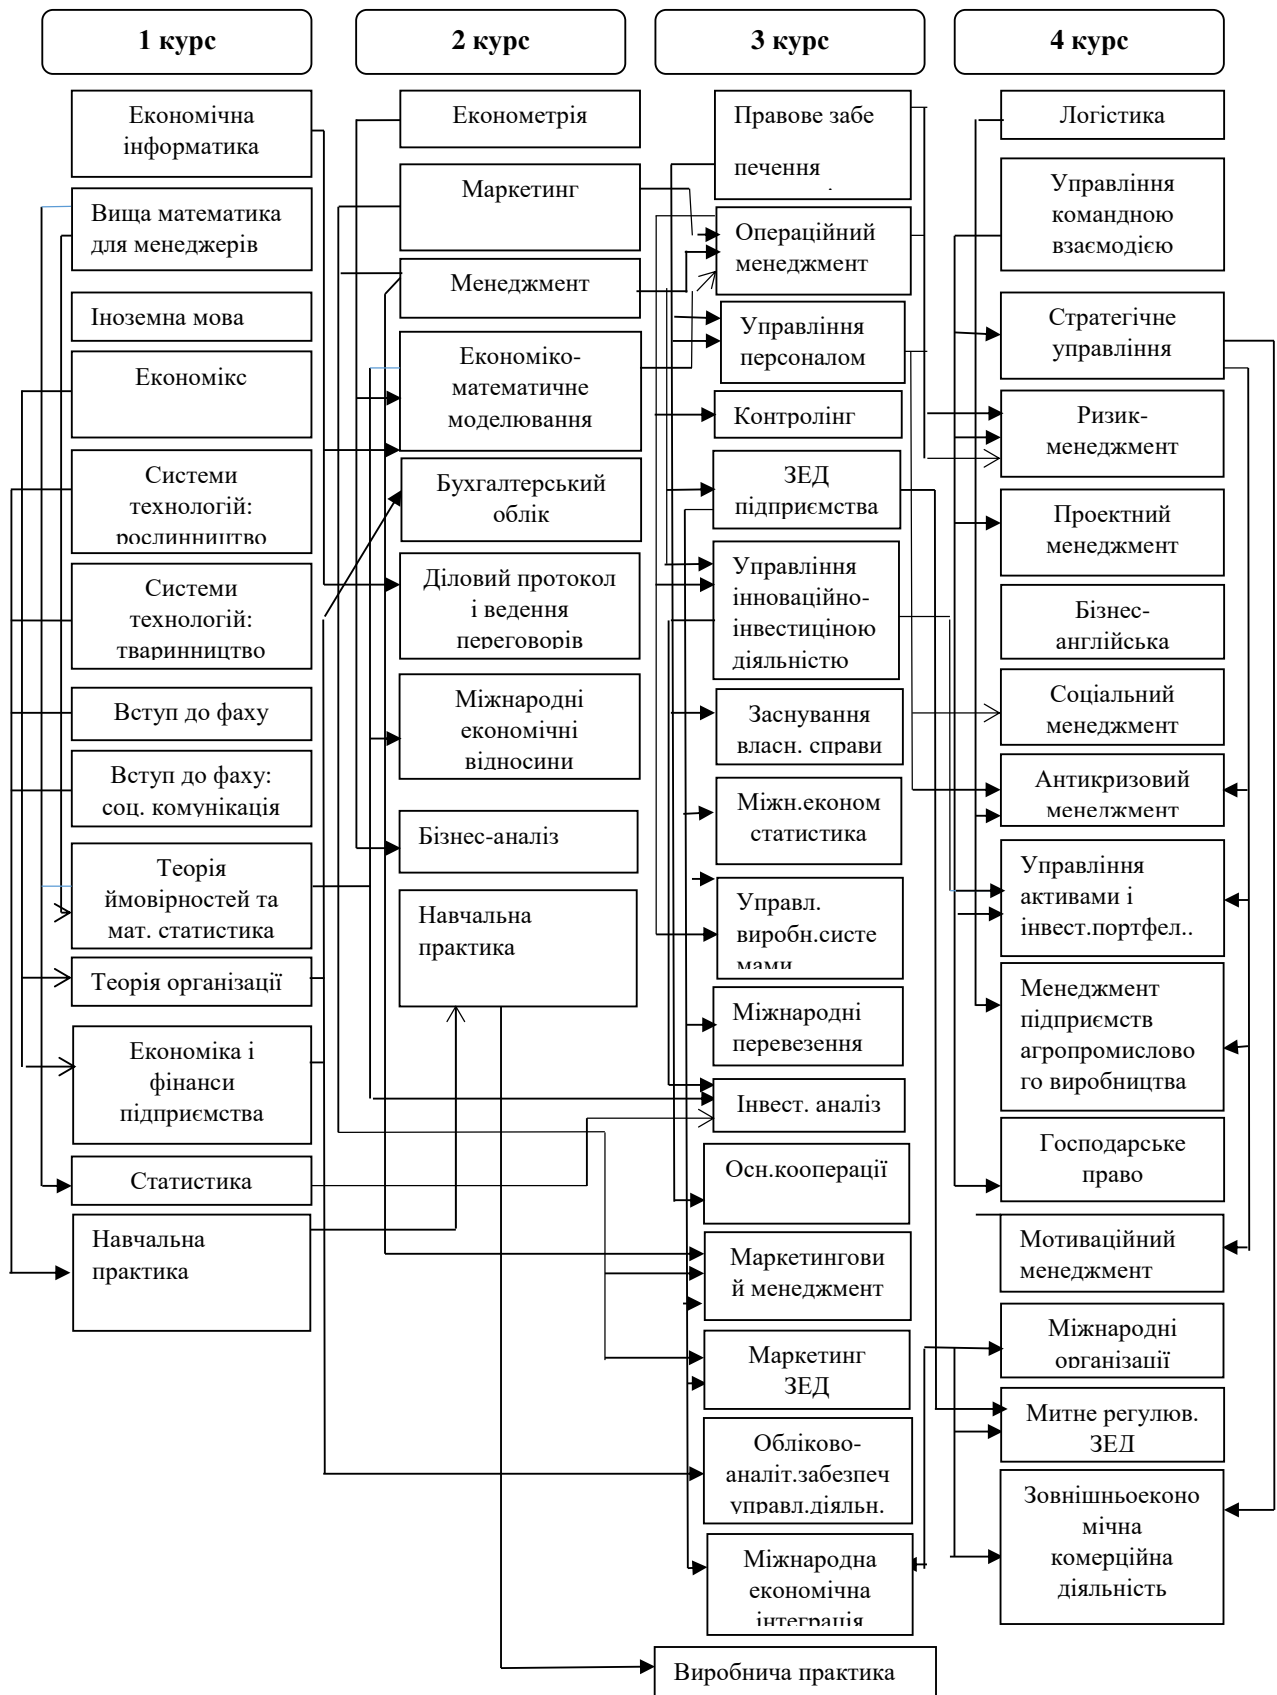 1 курс
2 курс
3 курс
4 курс
Економічна
інформатика
Вища математика
для менеджерів
Іноземна мова
Економікс
Системи
технологій:
рослинництво
Системи
технологій:
тваринництво
Вступ до фаху
Вступ до фаху:
соц. комунікація
Теорія
ймовірностей та
мат. статистика
Теорія організації
Економіка і
фінанси
підприємства
Статистика
Навчальна
практика
Економетрія
Маркетинг
Менеджмент
Економіко-
математичне
моделювання
Бухгалтерський
облік
Діловий протокол
і ведення
переговорів
Міжнародні
економічні
відносини
Бізнес-аналіз
Навчальна
практика
Правове забе
печення
Операційний
менеджмент
Управління
персоналом
Контролінг
ЗЕД
підприємства
Управління
інноваційно-
інвестиціною
діяльністю
Заснування
власн. справи
Міжн.економ
статистика
Управл.
виробн.систе
мами
Міжнародні
перевезення
Інвест. аналіз
Осн.кооперації
Маркетингови
й менеджмент
Маркетинг
ЗЕД
Обліково-
аналіт.забезпеч
управл.діяльн.
Міжнародна
економічна
інтеграція
Виробнича практика
Логістика
Управління
командною
взаємодією
Стратегічне
управління
Ризик-
менеджмент
Проектний
менеджмент
Бізнес-
англійська
Соціальний
менеджмент
Антикризовий
менеджмент
Управління
активами і
інвест.портфел..
Менеджмент
підприємств
агропромислово
го виробництва
Господарське
право
Мотиваційний
менеджмент
Міжнародні
організації
Митне регулюв.
ЗЕД
Зовнішньоеконо
мічна
комерційна
діяльність